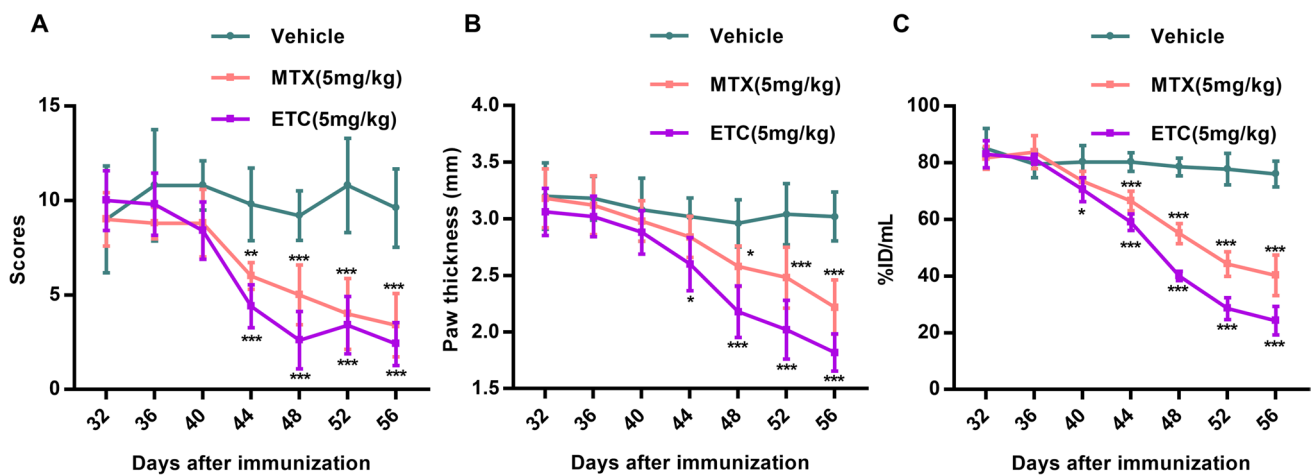 A
Vehicle
MTX(5mg/kg)
ETC(5mg/kg)
Scores
15
10
5
0
**
***
***
***
***
***
***
***
32 36 40 44 48 52 56
Days after immunization
B
Vehicle
MTX(5mg/kg)
ETC(5mg/kg)
Paw thickness (mm)
4.0
3.5
3.0
2.5
2.0
1.5
*
***
***
*
***
***
***
32 36 40 44 48 52 56
Days after immunization
C
Vehicle
MTX(5mg/kg)
ETC(5mg/kg)
%ID/mL
100
80
60
40
20
0
***
***
***
***
*
***
***
***
***
32 36 40 44 48 52 56
Days after immunization